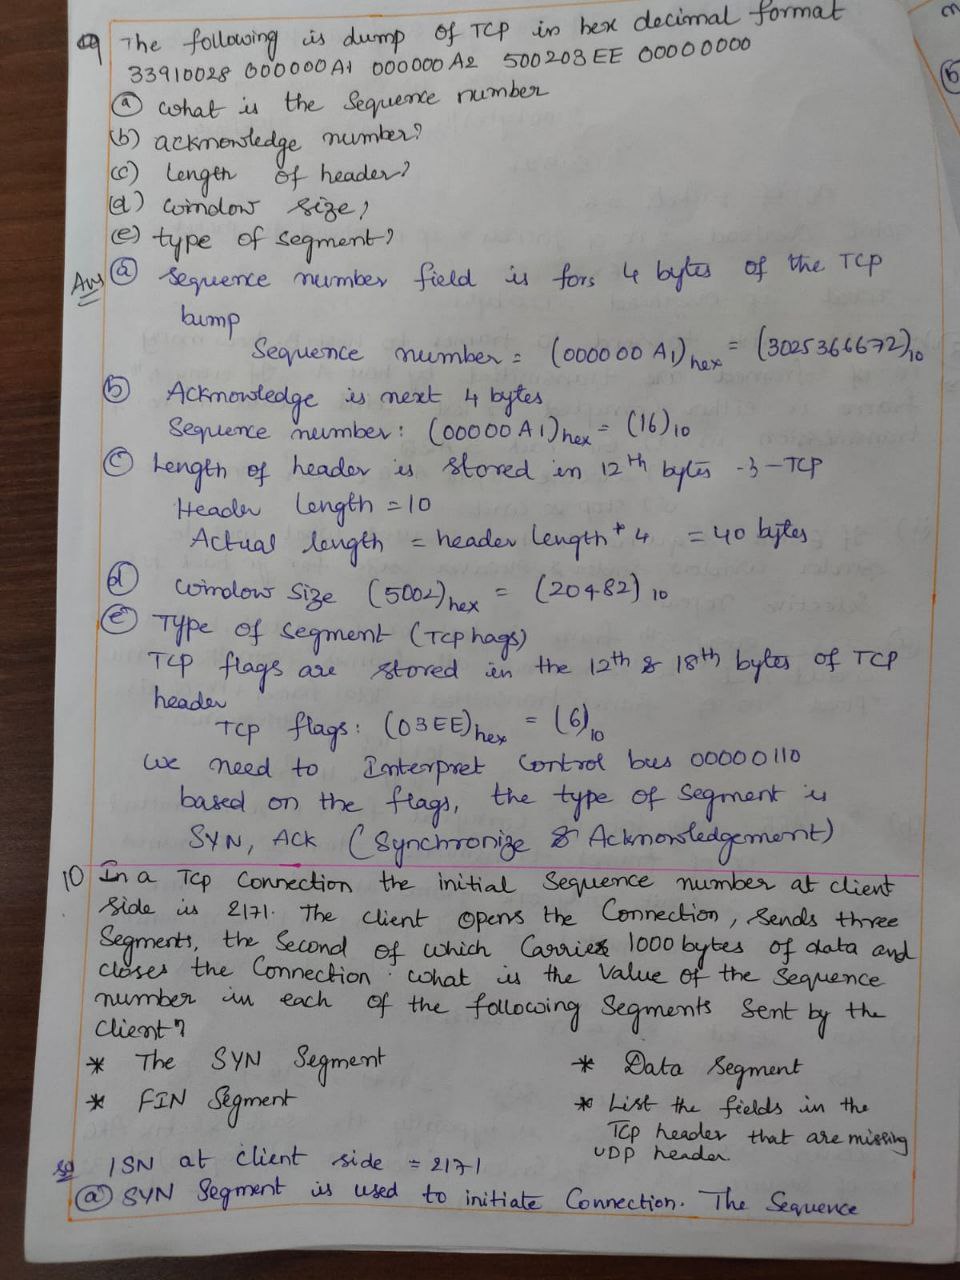 Q The following is dump of TCP in hex decimal format
33910028 000000A1 000000A2 500203EE 00000000
(a) What is the sequence number
(b) acknowledge number?
(c) Length of header?
(d) window size?
(e) type of segment?
Ans (a) Sequence number field is fors 4 bytes of the TCP
bump
Sequence number = (000000A1)hex = (3025366672)10
(b) Acknowledge is next 4 bytes
Sequence number: (00000A1)hex = (16)10
(c) Length of header is stored in 12th bytes -3-TCP
Header length = 10
Actual length = header length * 4 = 40 bytes
(d) window size (5002)hex = (20482)10
(e) Type of segment (TCP hags)
TCP flags are stored in the 12th & 18th bytes of TCP
header
TCP flags: (03EE)hex = (6)10
we need to Interpret control bus 00000110
based on the flags, the type of segment is
SYN, ACK (Synchronize & Acknowledgement)
10 In a TCP connection the initial sequence number at client
side is 2171. The client opens the connection, sends three
Segments, the second of which carries 1000 bytes of data and
closes the connection. what is the value of the sequence
number in each of the following segments sent by the
client?
* The SYN Segment * Data segment
* FIN Segment * List the fields in the
TCP header that are missing
UDP header.
So ISN at client side = 2171
(a) SYN Segment is used to initiate connection. The Sequence